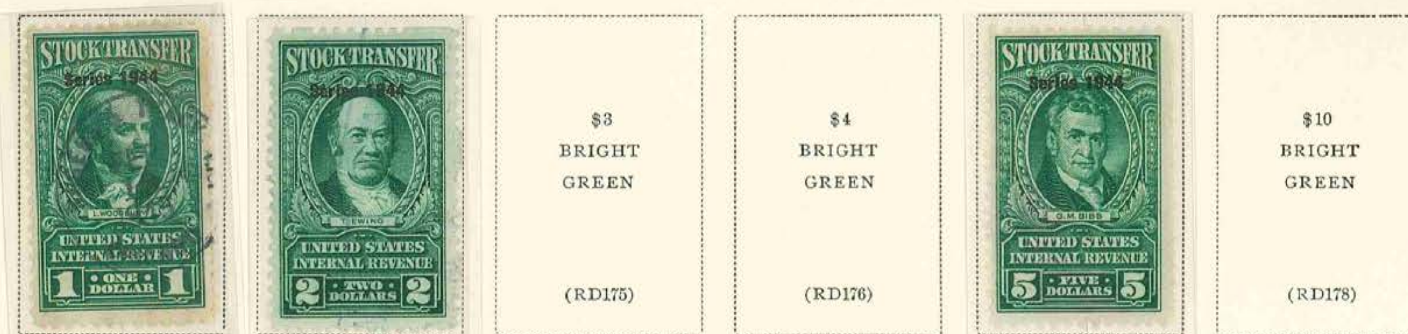 STOCK TRANSFER
Series 1944
L. WOODBURY
UNITED STATES
INTERNAL REVENUE
1 • ONE • 1
DOLLAR
STOCK TRANSFER
Series 1944
T. EWING
UNITED STATES
INTERNAL REVENUE
2 • TWO • 2
DOLLARS
$3
BRIGHT
GREEN
(RD175)
$4
BRIGHT
GREEN
(RD176)
STOCK TRANSFER
Series 1944
G.M. BIBB
UNITED STATES
INTERNAL REVENUE
5 • FIVE • 5
DOLLARS
$10
BRIGHT
GREEN
(RD178)